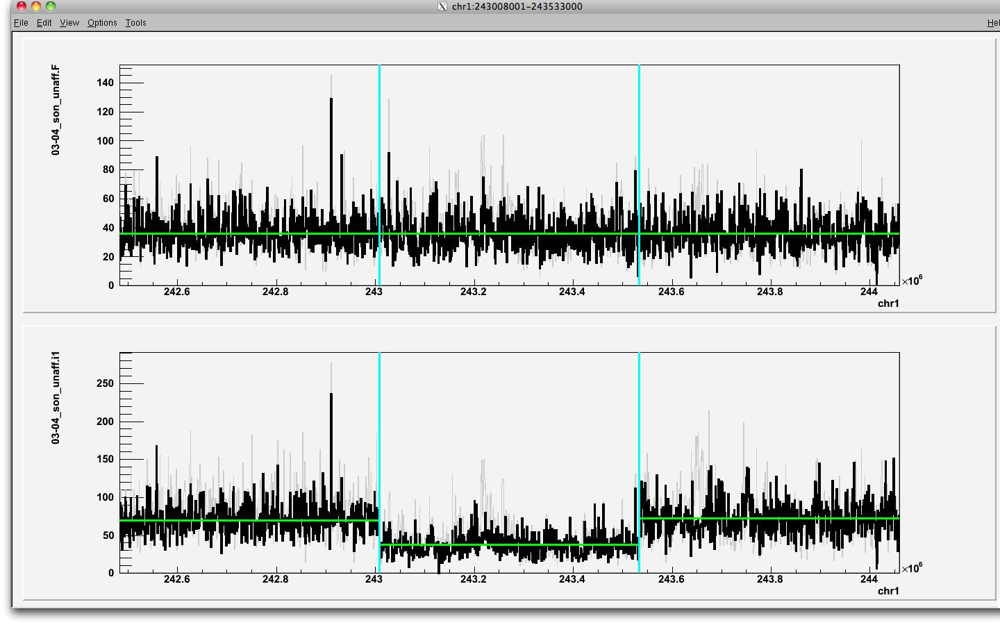 chr1:243008001-243533000
File Edit View Options Tools Hel
03-04_son_unaff.F
140
120
100
80
60
40
20
0
242.6 242.8 243 243.2 243.4 243.6 243.8 244 ×10⁶
chr1
03-04_son_unaff.i1
250
200
150
100
50
0
242.6 242.8 243 243.2 243.4 243.6 243.8 244 ×10⁶
chr1